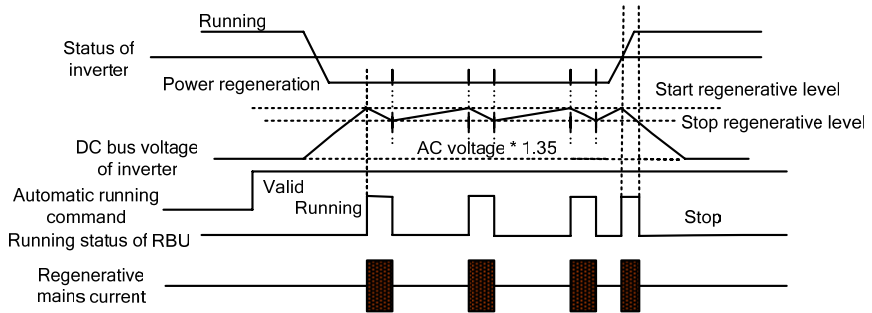 Running
Status of
inverter
Power regeneration
Start regenerative level
Stop regenerative level
DC bus voltage
of inverter
AC voltage * 1.35
Valid
Automatic running
command
Running
Stop
Running status of RBU
Regenerative
mains current